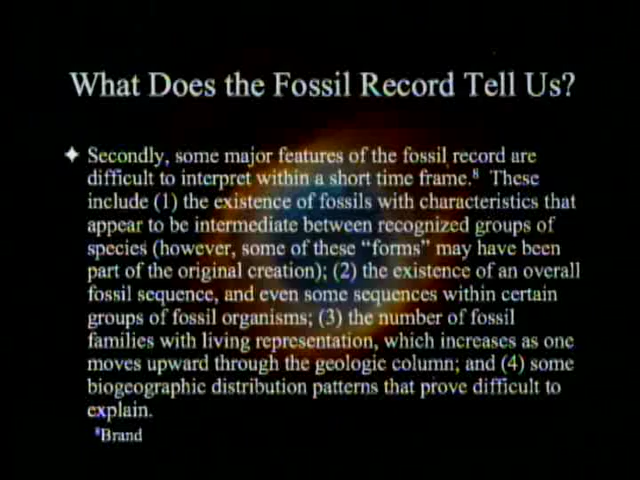 What Does the Fossil Record Tell Us?
✦ Secondly, some major features of the fossil record are
difficult to interpret within a short time frame.⁸ These
include (1) the existence of fossils with characteristics that
appear to be intermediate between recognized groups of
species (however, some of these “forms” may have been
part of the original creation); (2) the existence of an overall
fossil sequence, and even some sequences within certain
groups of fossil organisms; (3) the number of fossil
families with living representation, which increases as one
moves upward through the geologic column; and (4) some
biogeographic distribution patterns that prove difficult to
explain.
⁸Brand